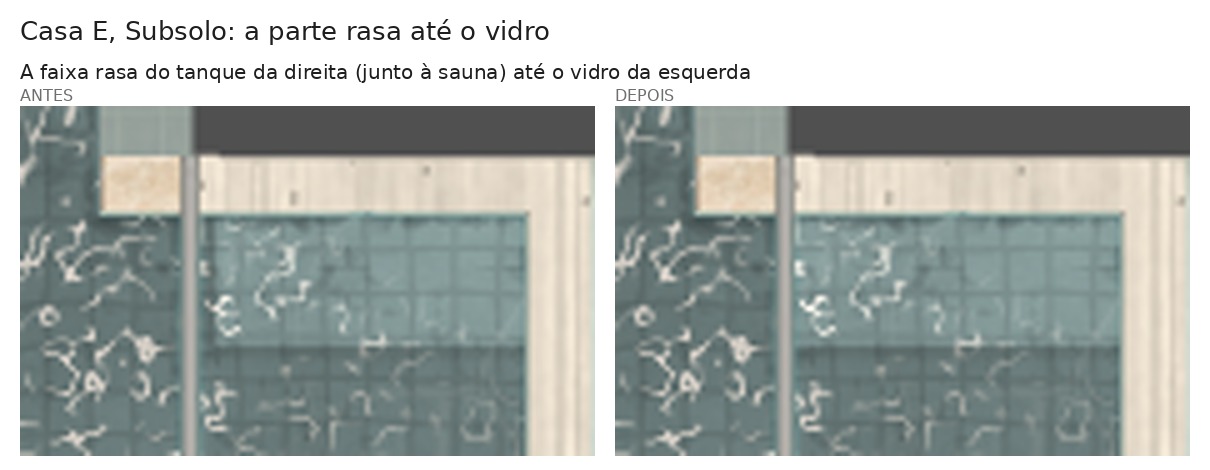 Casa E, Subsolo: a parte rasa até o vidro
A faixa rasa do tanque da direita (junto à sauna) até o vidro da esquerda
ANTES
DEPOIS